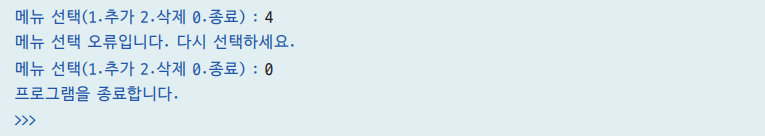 메뉴 선택(1.추가 2.삭제 0.종료) : 4
메뉴 선택 오류입니다. 다시 선택하세요.
메뉴 선택(1.추가 2.삭제 0.종료) : 0
프로그램을 종료합니다.
>>>